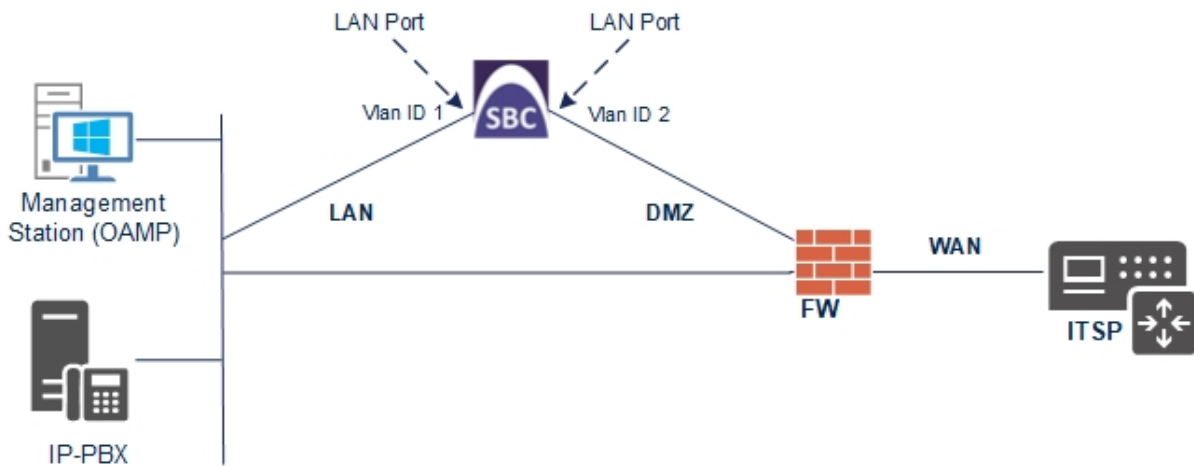 LAN Port
LAN Port
Vlan ID 1
SBC
Vlan ID 2
Management
Station (OAMP)
LAN
DMZ
WAN
FW
ITSP
IP-PBX